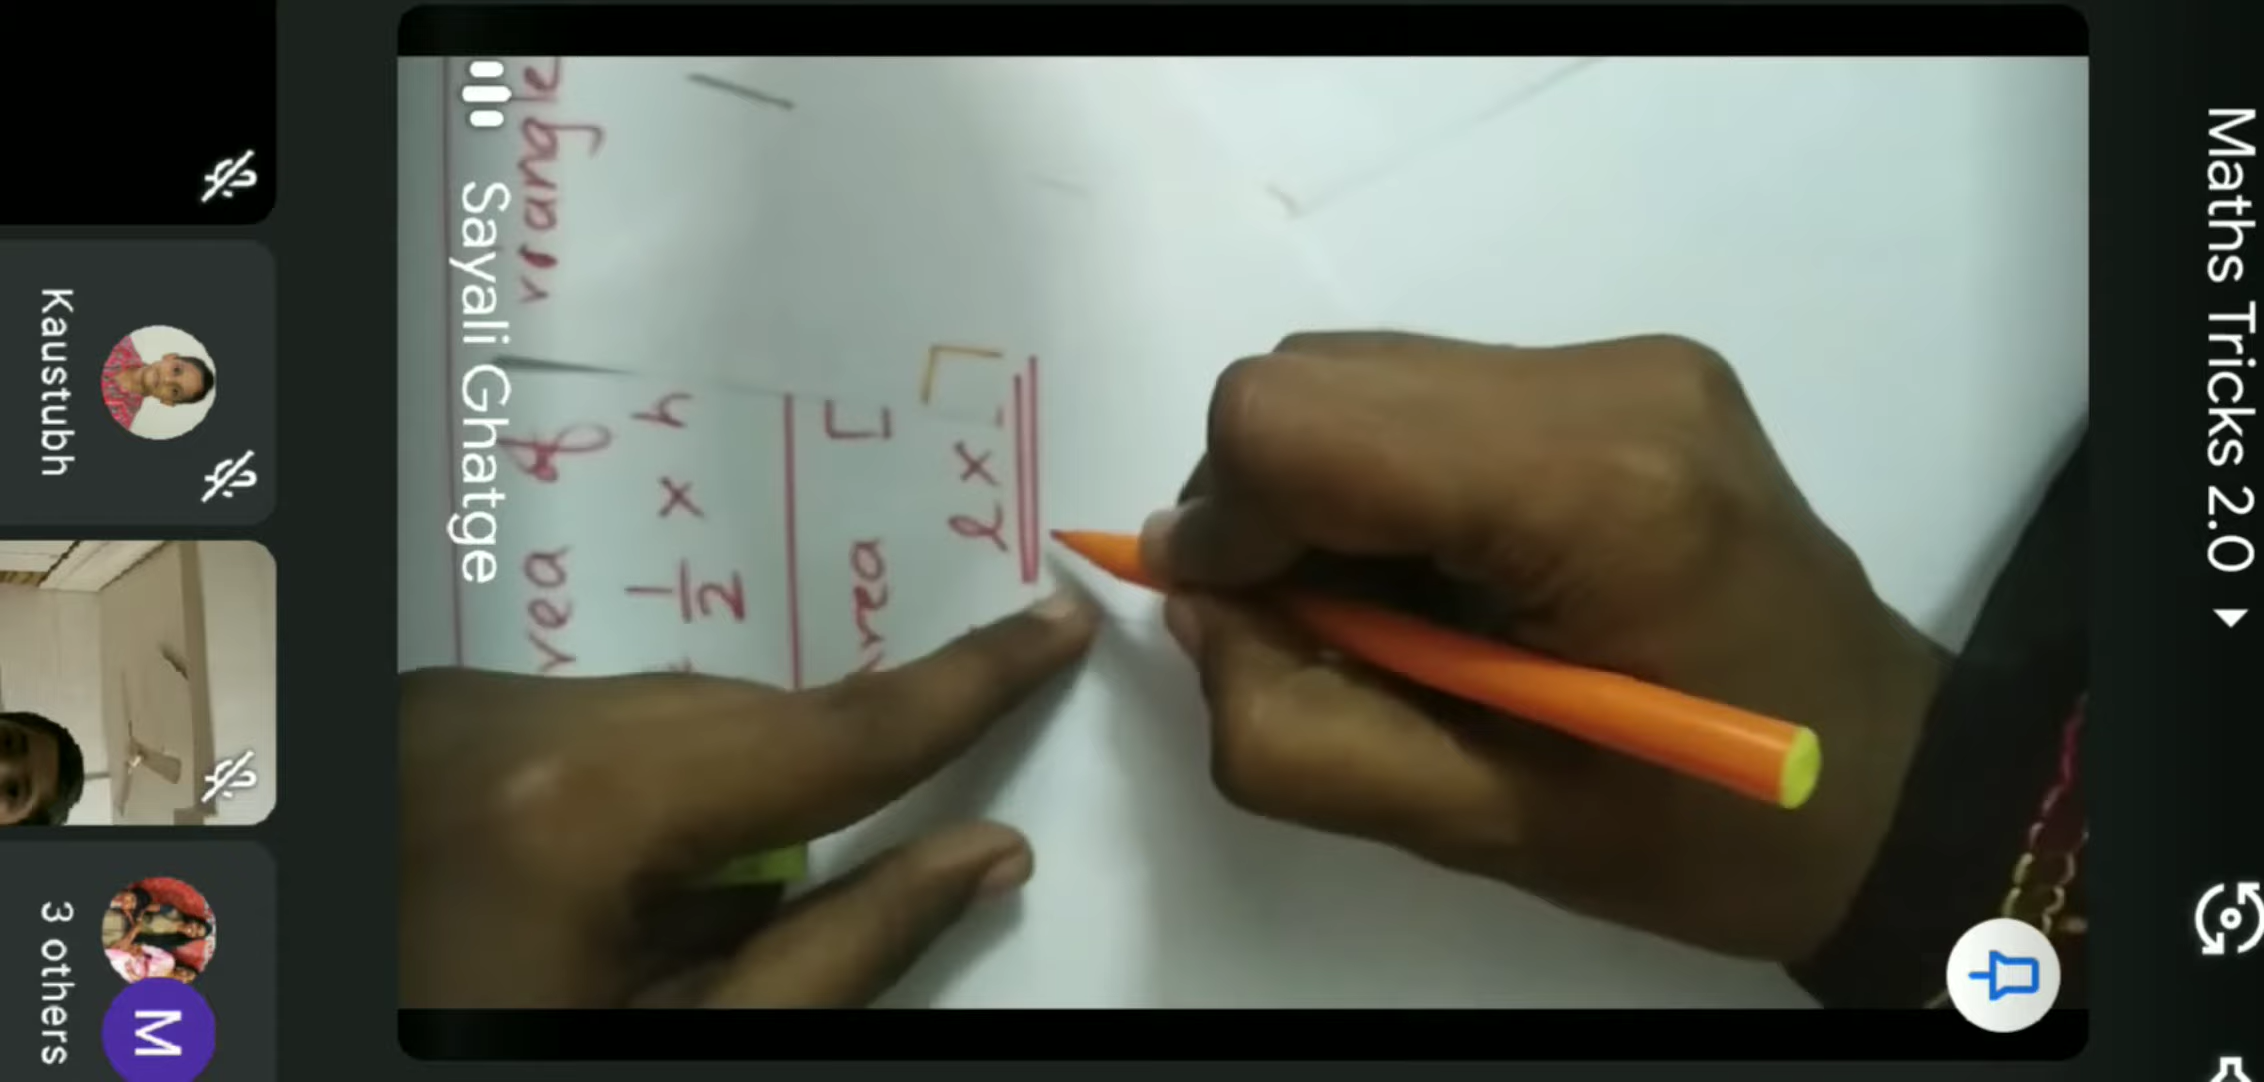 Maths Tricks 2.0
Sayali Ghatge
rea of riangle
1/2 × h
rea
l ×
Kaustubh
3 others
M